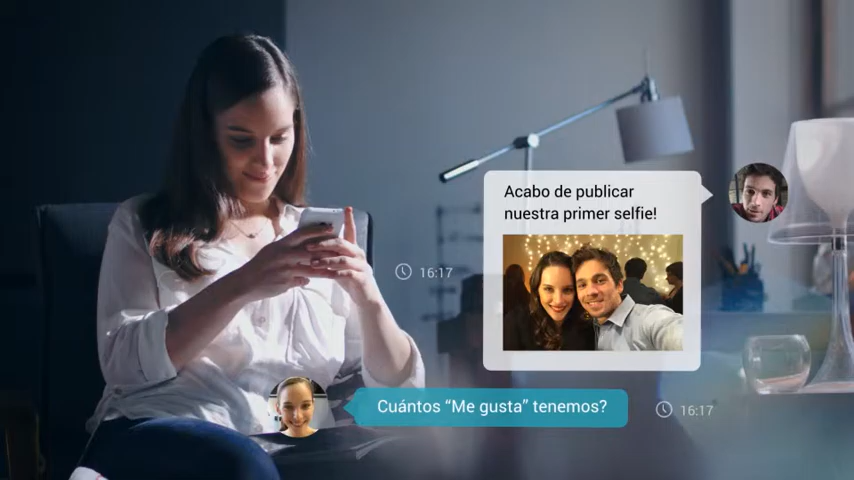 Acabo de publicar
nuestra primer selfie!
16:17
Cuántos “Me gusta” tenemos?
16:17